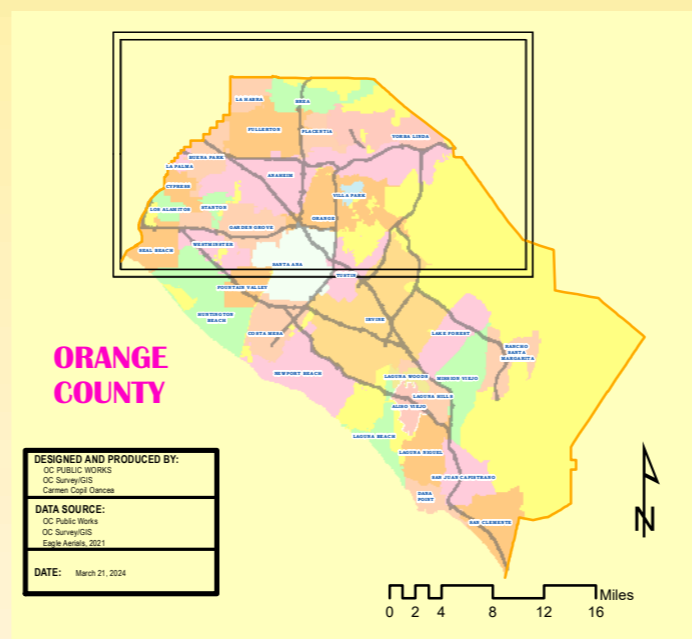 LA HABRA
BREA
FULLERTON
PLACENTIA
YORBA LINDA
BUENA PARK
LA PALMA
ANAHEIM
CYPRESS
VILLA PARK
LOS ALAMITOS
STANTON
ORANGE
GARDEN GROVE
SEAL BEACH
WESTMINSTER
SANTA ANA
TUSTIN
FOUNTAIN VALLEY
HUNTINGTON
BEACH
IRVINE
COSTA MESA
LAKE FOREST
RANCHO
SANTA
MARGARITA
ORANGE
COUNTY
NEWPORT BEACH
LAGUNA WOODS
MISSION VIEJO
LAGUNA HILLS
ALISO VIEJO
LAGUNA BEACH
LAGUNA NIGUEL
SAN JUAN CAPISTRANO
DANA
POINT
SAN CLEMENTE
DESIGNED AND PRODUCED BY:
OC PUBLIC WORKS
OC Survey/GIS
Carmen Copil Oancea
DATA SOURCE:
OC Public Works
OC Survey/GIS
Eagle Aerials, 2021
DATE: March 21, 2024
N
Miles
0 2 4 8 12 16